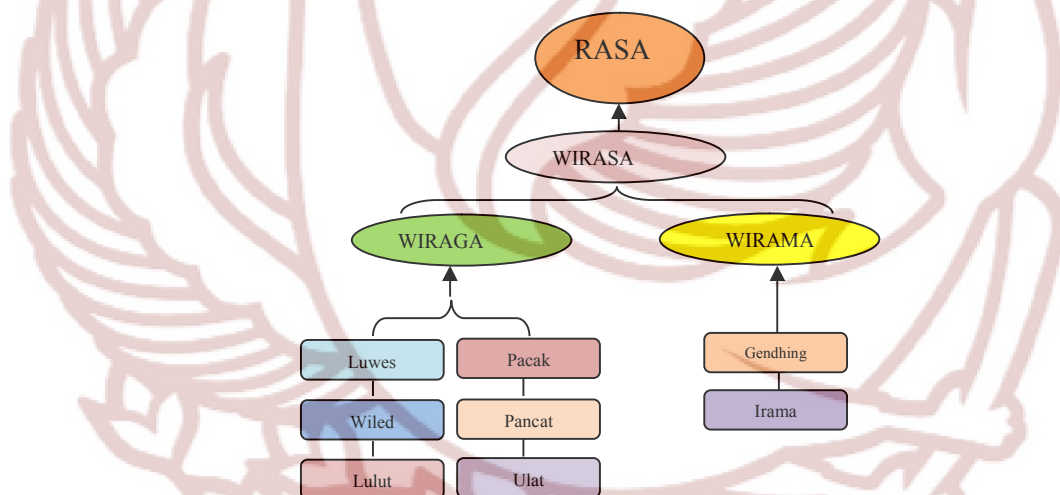 RASA
WIRASA
WIRAGA
WIRAMA
Luwes
Pacak
Gendhing
Wiled
Pancat
Irama
Lulut
Ulat